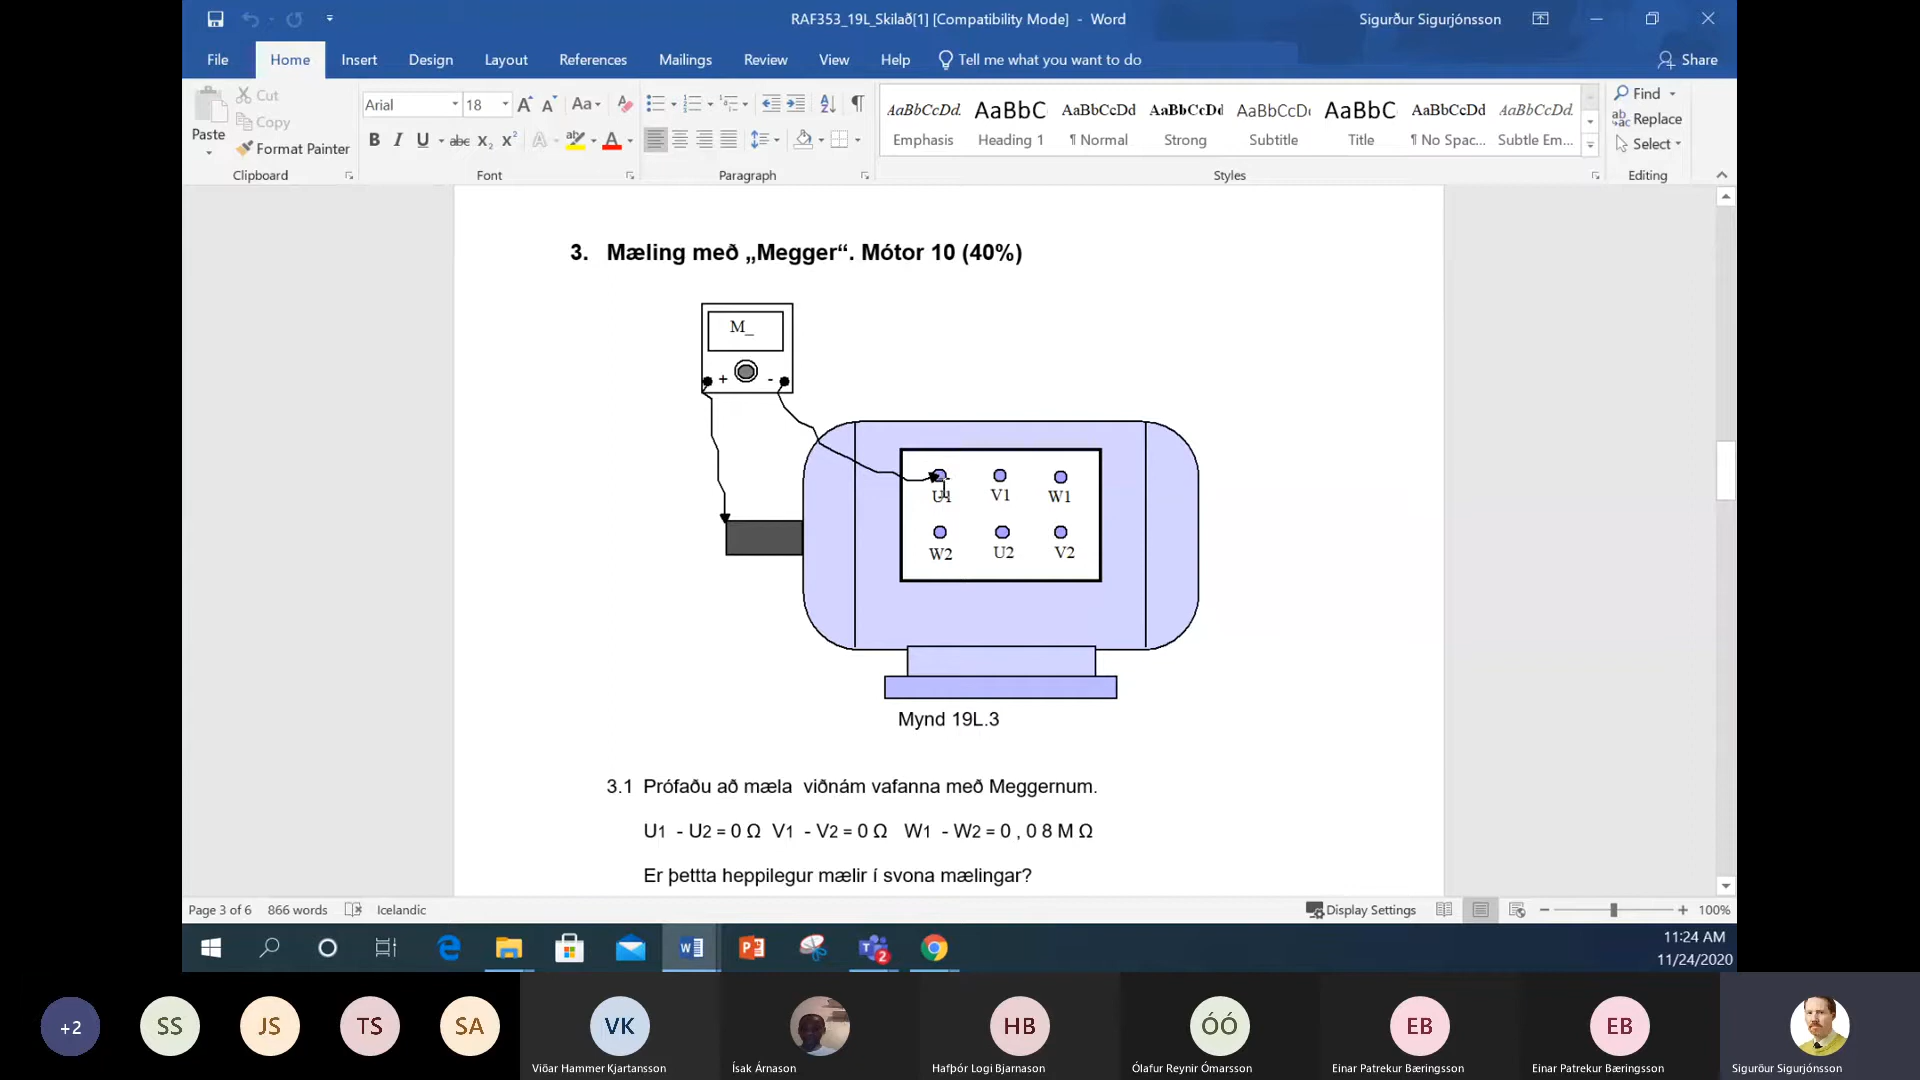 RAF353_19L_Skilað[1] [Compatibility Mode] - Word
Sigurður Sigurjónsson
File Home Insert Design Layout References Mailings Review View Help Tell me what you want to do Share
Cut
Copy
Paste
Format Painter
Clipboard
Arial 18
Font
Paragraph
AaBbCcDd. AaBbC AaBbCcDd AaBbCcDd AaBbCcDd AaBbC AaBbCcDd AaBbCcDd.
Emphasis Heading 1 ¶ Normal Strong Subtitle Title ¶ No Spac... Subtle Em...
Styles
Find
Replace
Select
Editing
3. Mæling með „Megger“. Mótor 10 (40%)
M_
+ -
U1 V1 W1
W2 U2 V2
Mynd 19L.3
3.1 Prófaðu að mæla viðnám vafanna með Meggernum.
U1 - U2 = 0 Ω V1 - V2 = 0 Ω W1 - W2 = 0 , 0 8 M Ω
Er þettta heppilegur mælir í svona mælingar?
Page 3 of 6 866 words Icelandic Display Settings 100%
11:24 AM
11/24/2020
+2 SS JS TS SA VK HB ÓÓ EB EB
Viðar Hammer Kjartansson Ísak Árnason Hafþór Logi Bjarnason Ólafur Reynir Ómarsson Einar Patrekur Bæringsson Einar Patrekur Bæringsson Sigurður Sigurjónsson